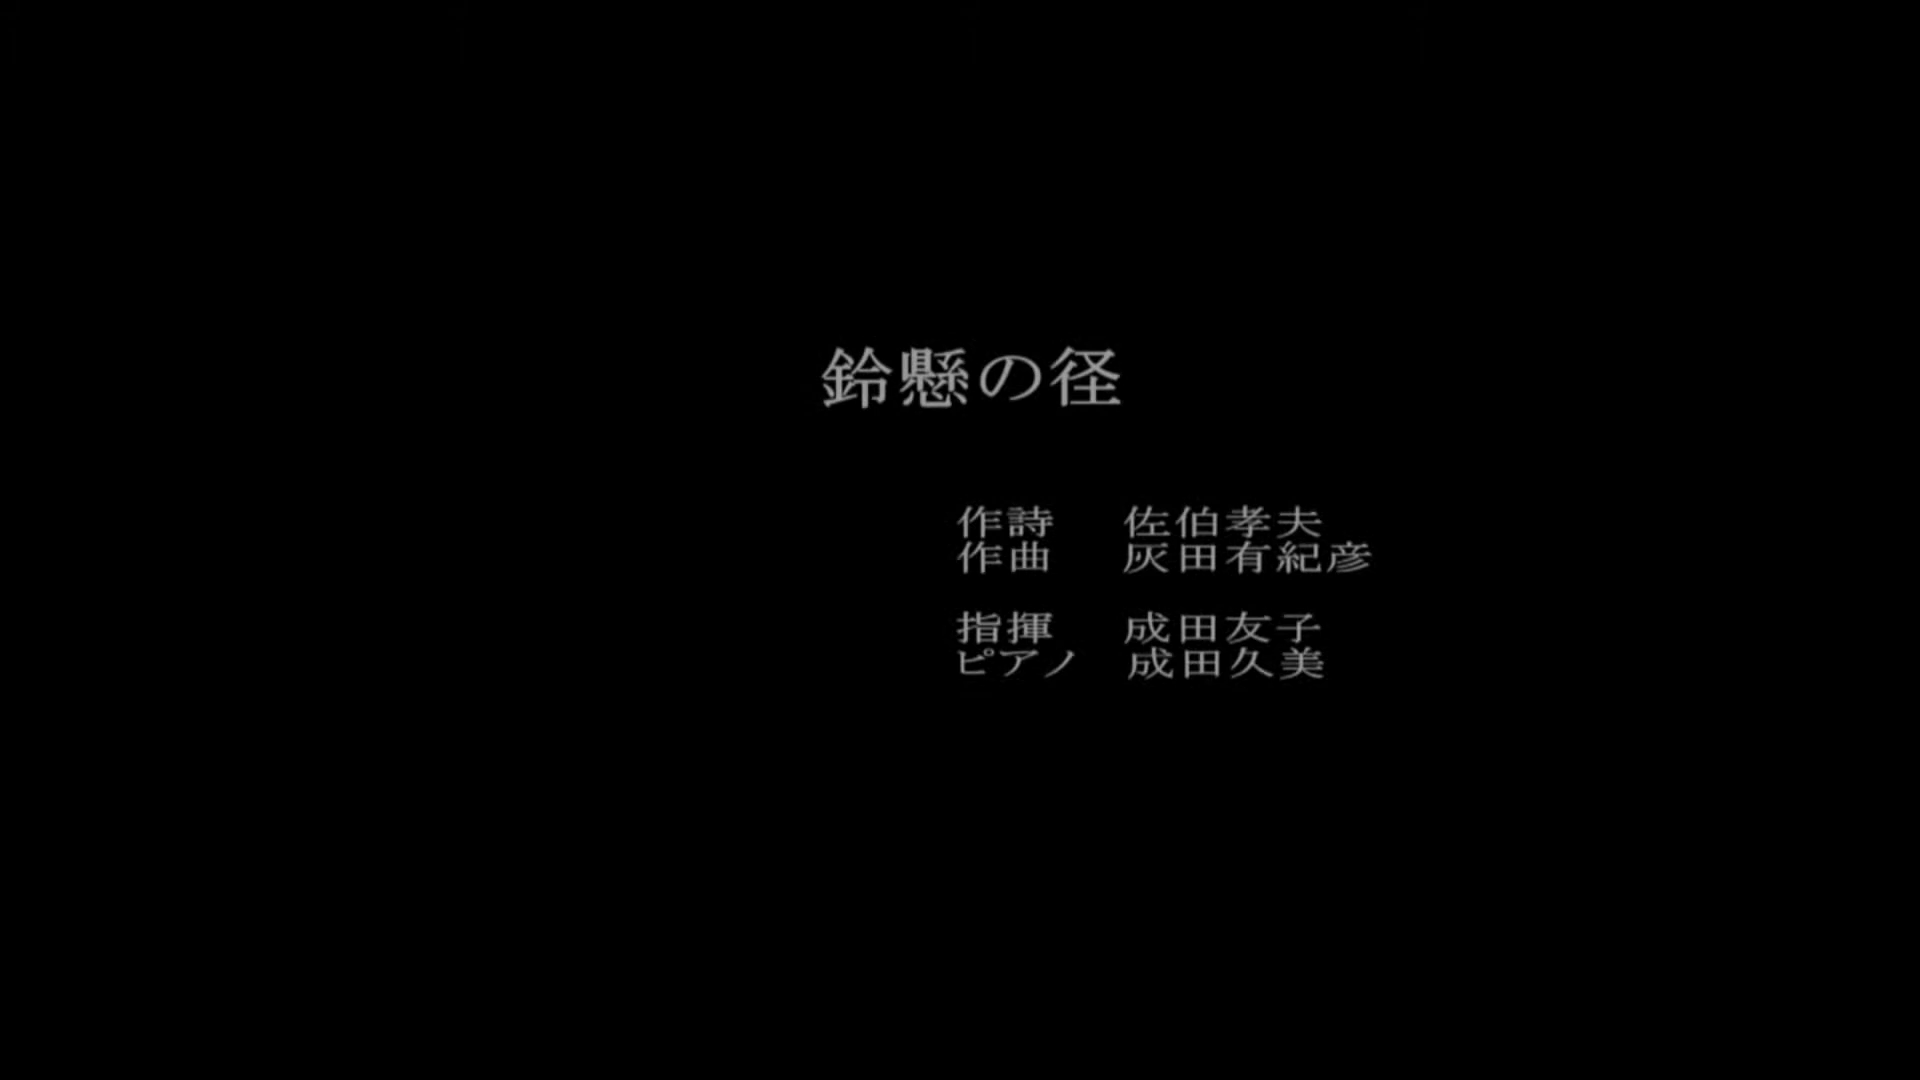 鈴懸の径
作詩　佐伯孝夫
作曲　灰田有紀彦
指揮　成田友子
ピアノ　成田久美